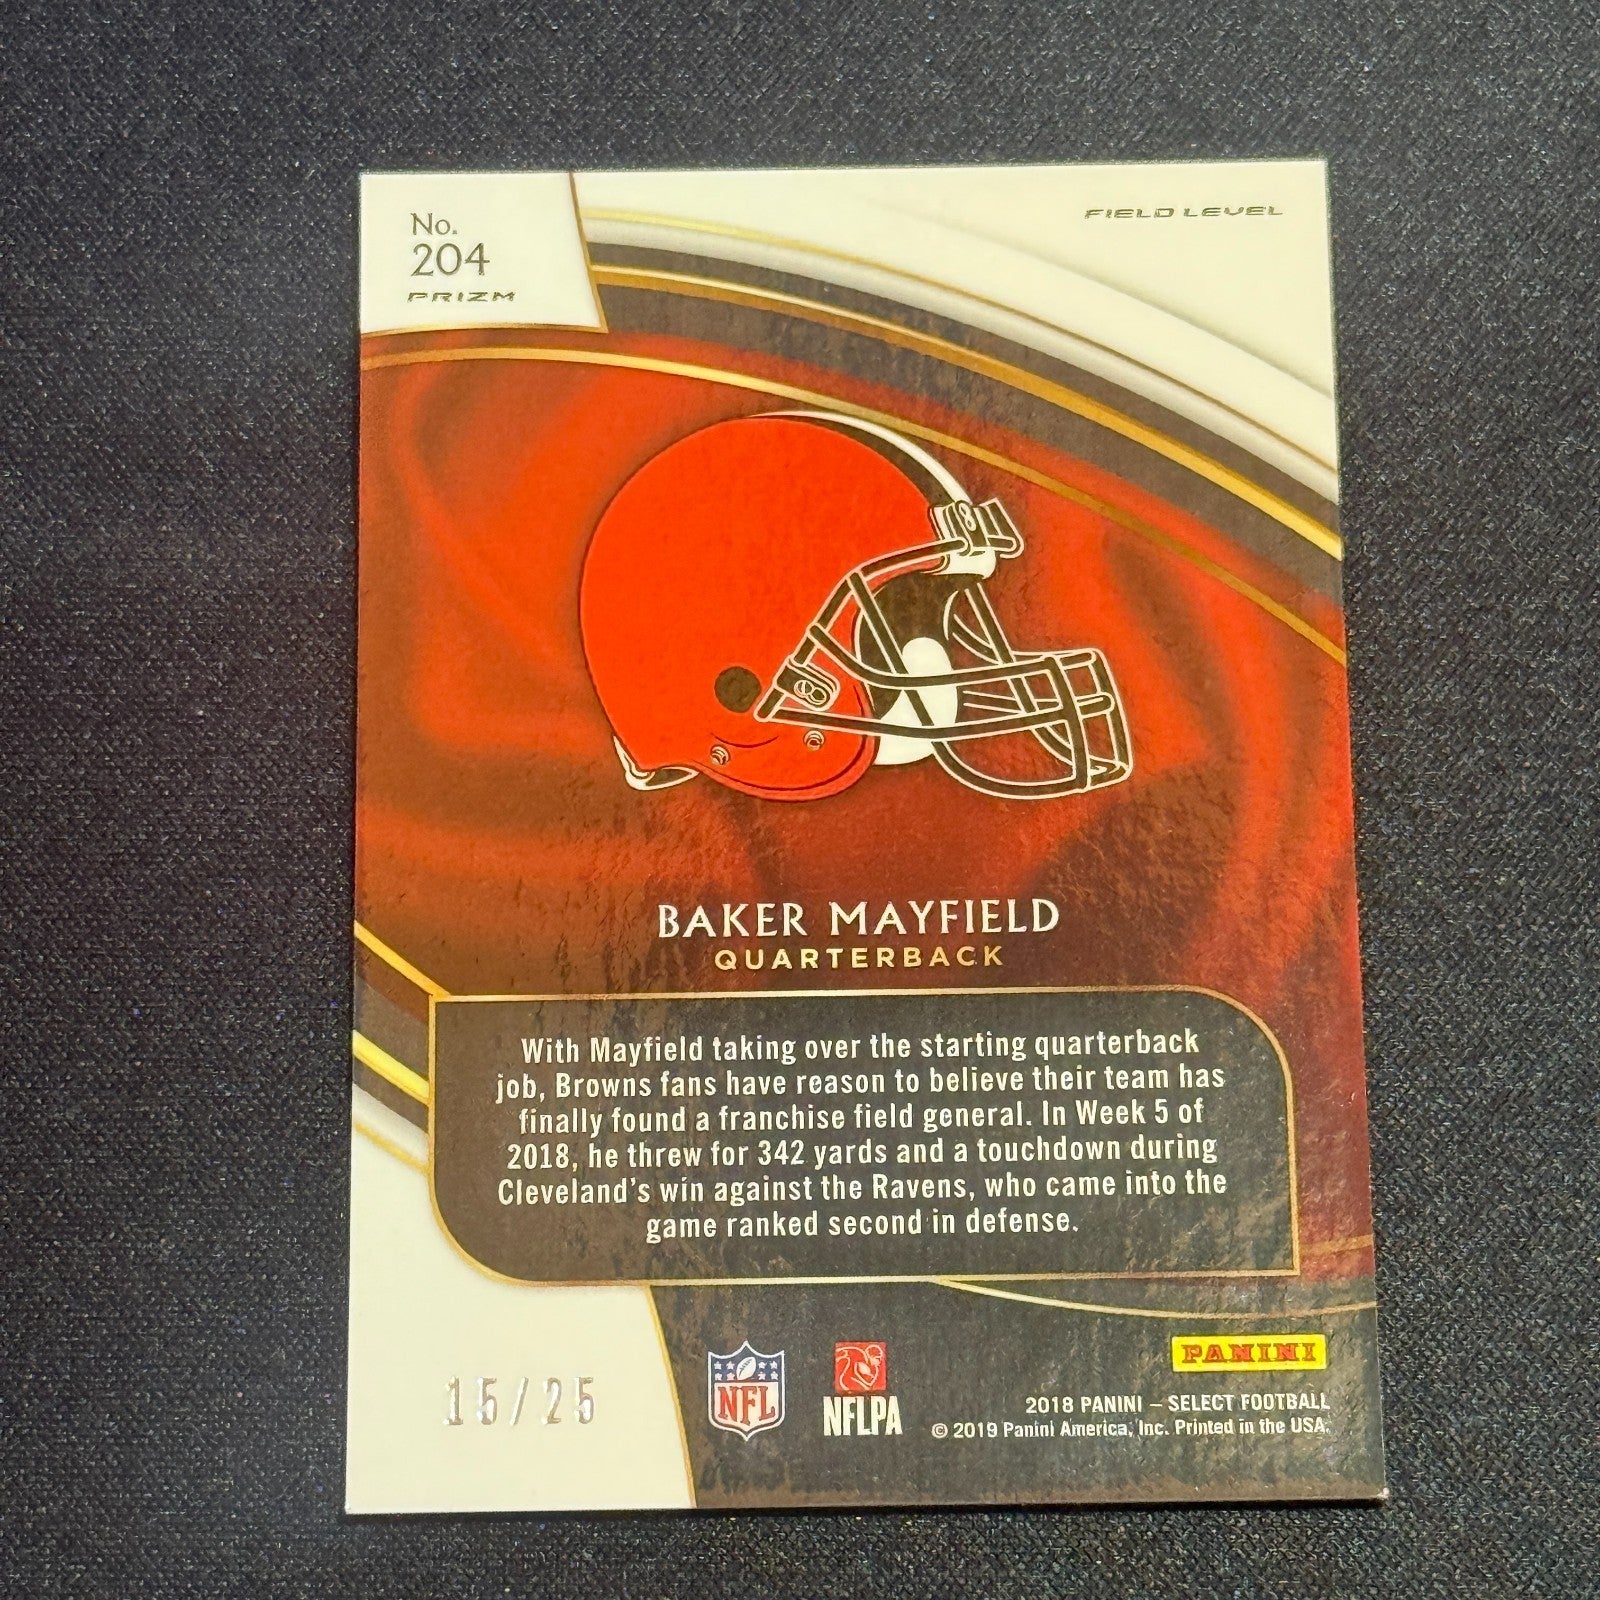 No.
204
PRIZM
FIELD LEVEL
8
8
BAKER MAYFIELD
QUARTERBACK
With Mayfield taking over the starting quarterback
job, Browns fans have reason to believe their team has
finally found a franchise field general. In Week 5 of
2018, he threw for 342 yards and a touchdown during
Cleveland's win against the Ravens, who came into the
game ranked second in defense.
15/25
NFL
NFLPA
PANINI
2018 PANINI – SELECT FOOTBALL
© 2019 Panini America, Inc. Printed in the USA.